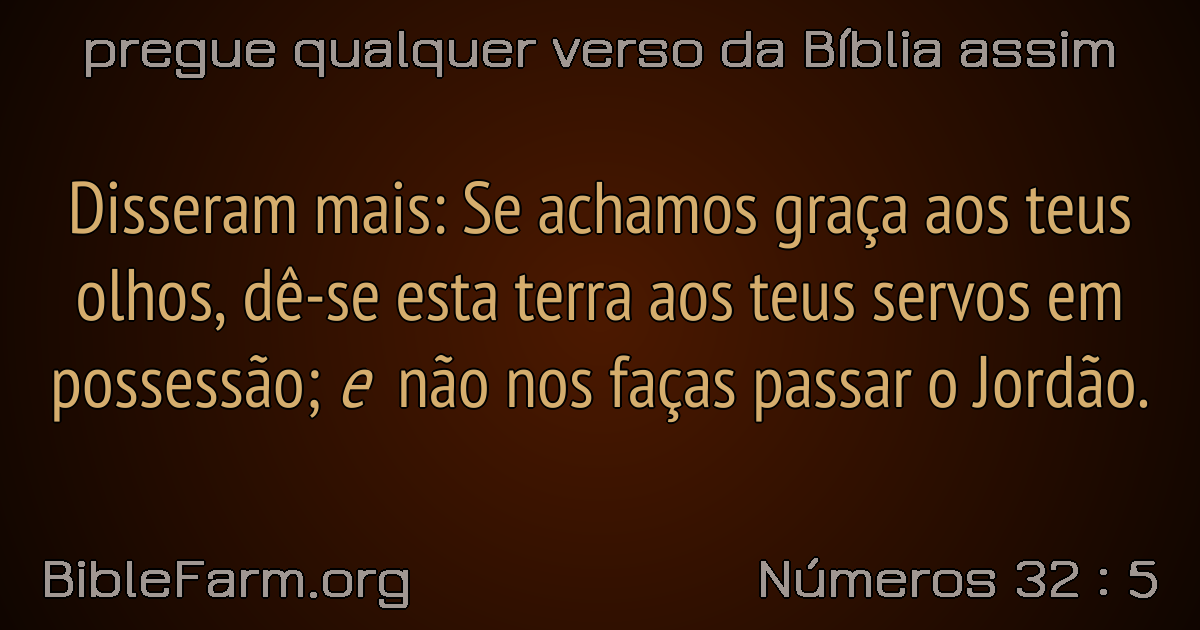 pregue qualquer verso da Bíblia assim
Disseram mais: Se achamos graça aos teus
olhos, dê-se esta terra aos teus servos em
possessão; e não nos faças passar o Jordão.
BibleFarm.org
Números 32 : 5